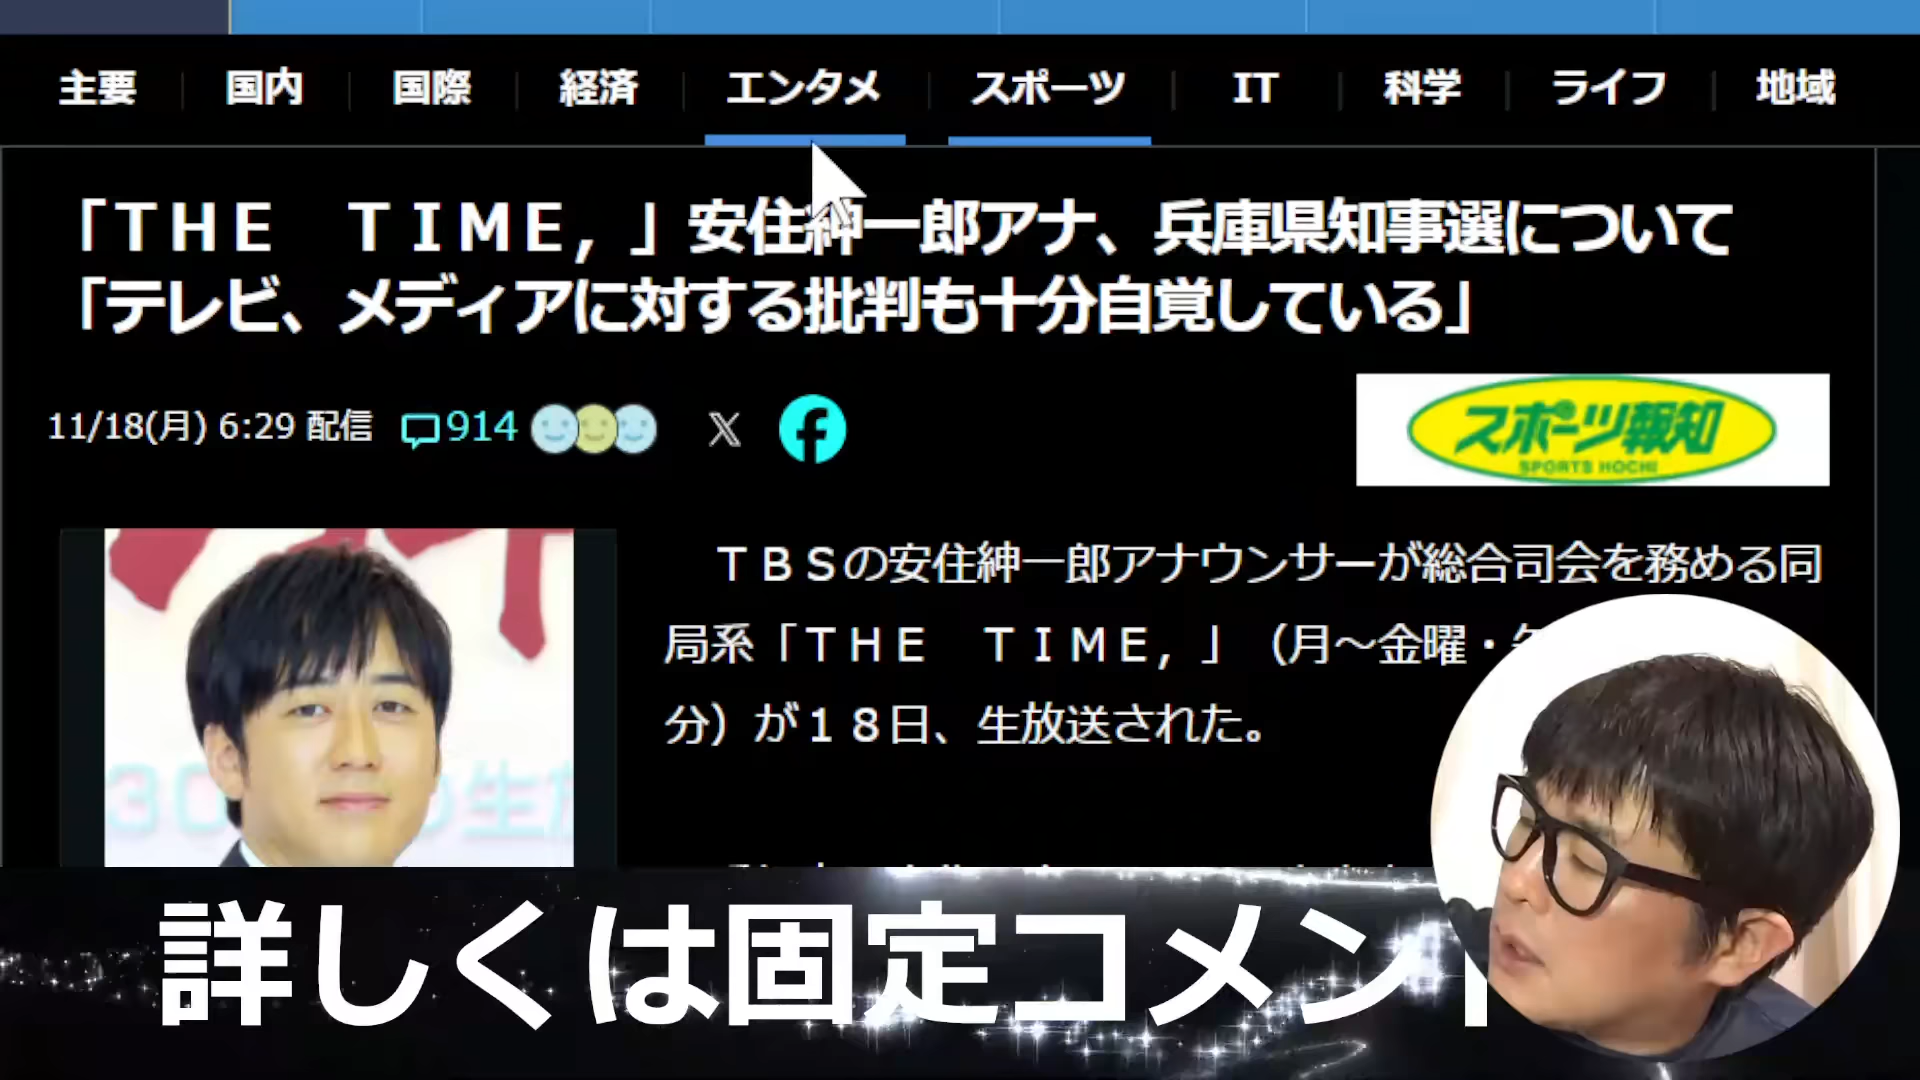 主要 国内 国際 経済 エンタメ スポーツ IT 科学 ライフ 地域
「ＴＨＥ　ＴＩＭＥ，」安住紳一郎アナ、兵庫県知事選について
「テレビ、メディアに対する批判も十分自覚している」
11/18(月) 6:29 配信 914
スポーツ報知
SPORTS HOCHI
ＴＢＳの安住紳一郎アナウンサーが総合司会を務める同
局系「ＴＨＥ　ＴＩＭＥ，」（月～金曜・
分）が１８日、生放送された。
詳しくは固定コメント